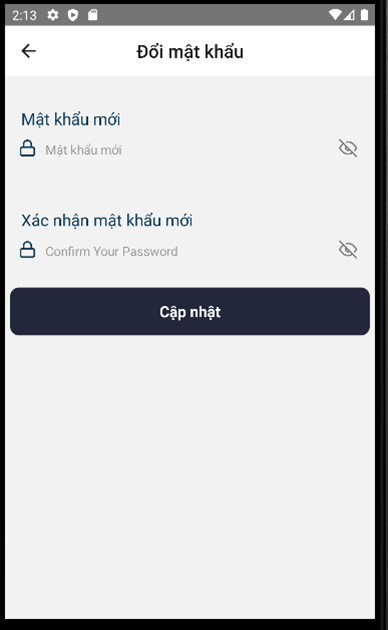 2:13
Đổi mật khẩu
Mật khẩu mới
Mật khẩu mới
Xác nhận mật khẩu mới
Confirm Your Password
Cập nhật